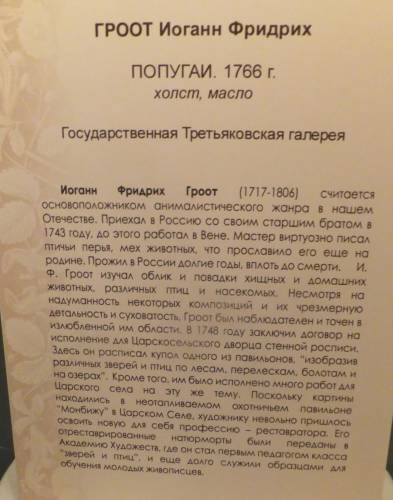 ГРООТ Иоганн Фридрих
ПОПУГАИ. 1766 г.
холст, масло
Государственная Третьяковская галерея
Иоганн Фридрих Гроот (1717-1806) считается
основоположником анималистического жанра в нашем
Отечестве. Приехал в Россию со своим старшим братом в
1743 году, до этого работал в Вене. Мастер виртуозно писал
птичьи перья, мех животных, что прославило его еще на
родине. Прожил в России долгие годы, вплоть до смерти. И.
Ф. Гроот изучал облик и повадки хищных и домашних
животных, различных птиц и насекомых. Несмотря на
надуманность некоторых композиций и их чрезмерную
детальность и суховатость, Гроот был наблюдателен и точен в
излюбленной им области. В 1748 году заключил договор на
исполнение для Царскосельского дворца стенной росписи.
Здесь он расписал купол одного из павильонов, "изобразив
различных зверей и птиц по лесам, перелескам, болотам и
на озерах". Кроме того, им было исполнено много работ для
Царского села на эту же тему. Поскольку картины
находились в неотапливаемом охотничьем павильоне
"Монбижу" в Царском Селе, художнику невольно пришлось
освоить новую для себя профессию – реставратора. Его
отреставрированные натюрморты были переданы в
Академию Художеств, где он стал первым педагогом класса
"зверей и птиц", и еще долго служили образцами для
обучения молодых живописцев.